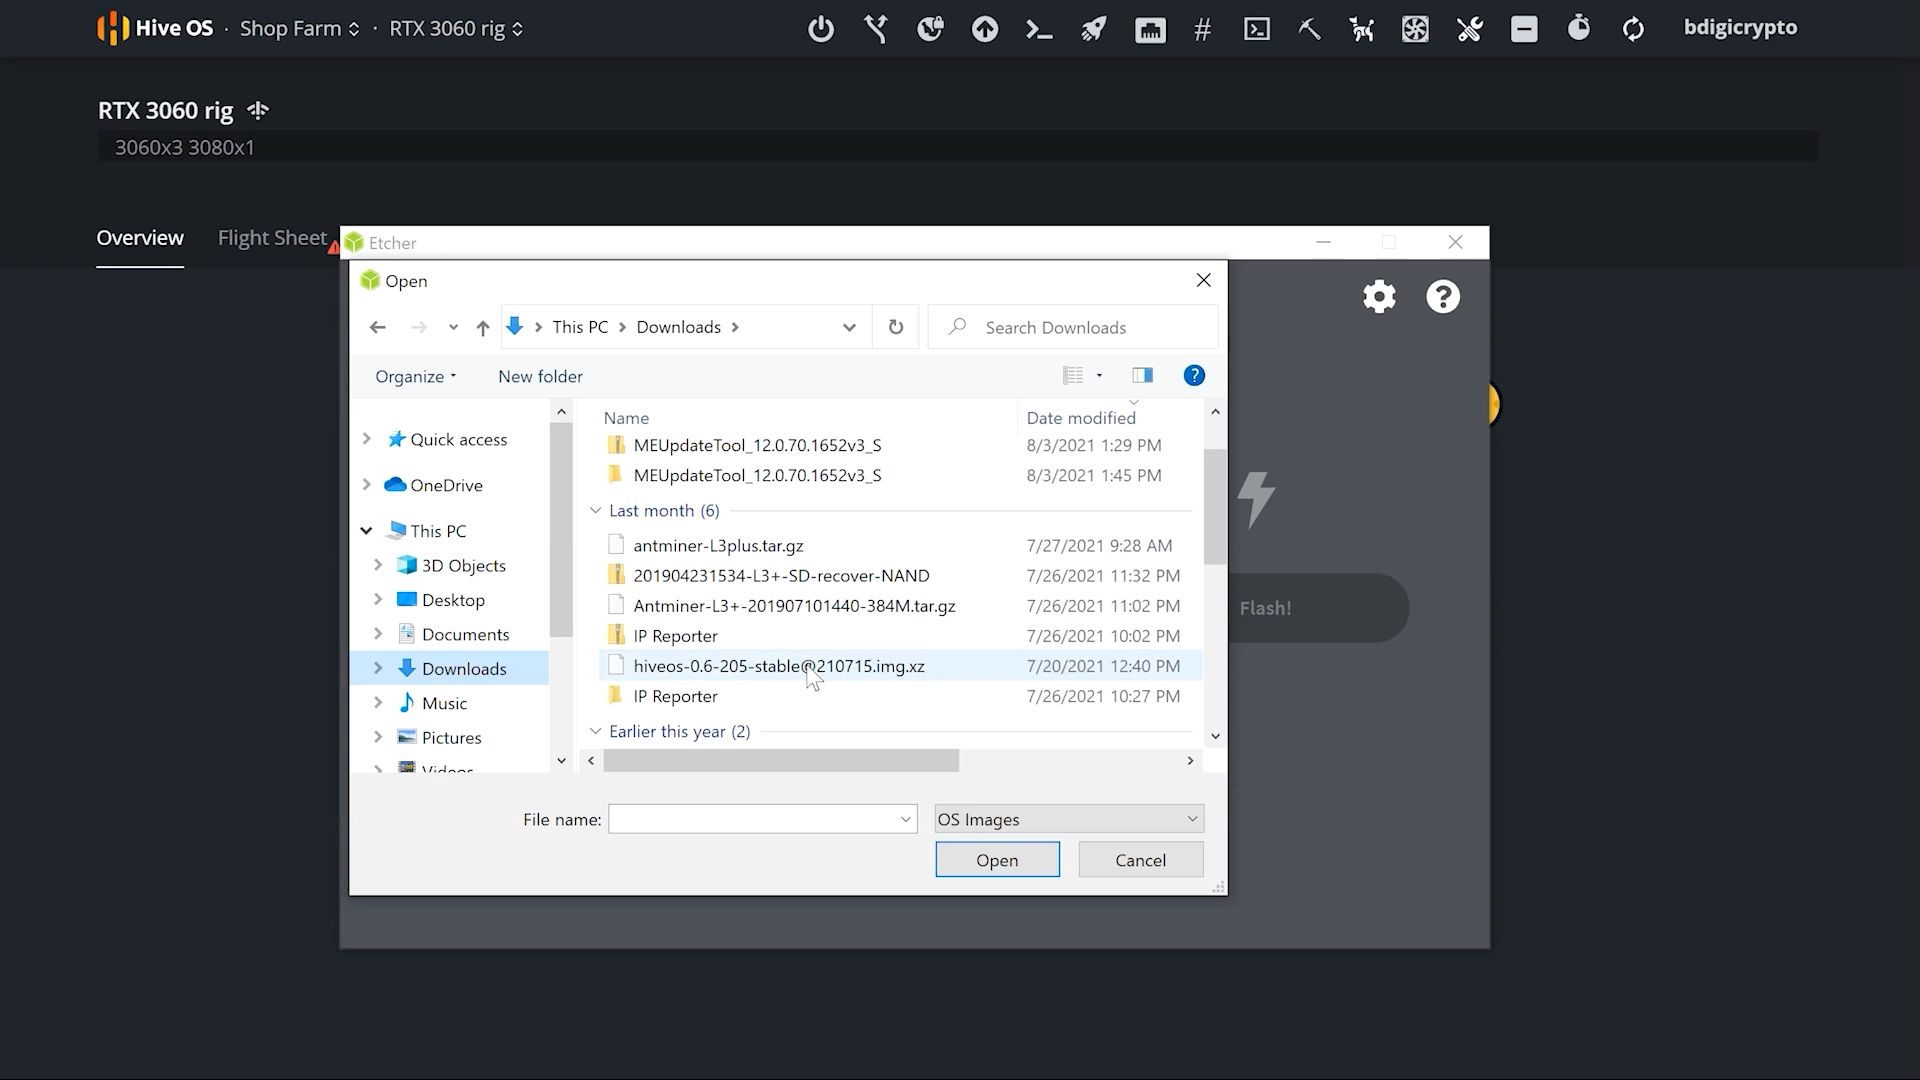 Hive OS · Shop Farm · RTX 3060 rig
bdigicrypto
RTX 3060 rig
3060x3 3080x1
Overview
Flight Sheet
Etcher
Open
This PC > Downloads >
Search Downloads
Organize
New folder
Name
Date modified
MEUpdateTool_12.0.70.1652v3_S 8/3/2021 1:29 PM
MEUpdateTool_12.0.70.1652v3_S 8/3/2021 1:45 PM
Last month (6)
antminer-L3plus.tar.gz 7/27/2021 9:28 AM
201904231534-L3+-SD-recover-NAND 7/26/2021 11:32 PM
Antminer-L3+-201907101440-384M.tar.gz 7/26/2021 11:02 PM
IP Reporter 7/26/2021 10:02 PM
hiveos-0.6-205-stable@210715.img.xz 7/20/2021 12:40 PM
IP Reporter 7/26/2021 10:27 PM
Earlier this year (2)
Quick access
OneDrive
This PC
3D Objects
Desktop
Documents
Downloads
Music
Pictures
Videos
Flash!
File name:
OS Images
Open
Cancel